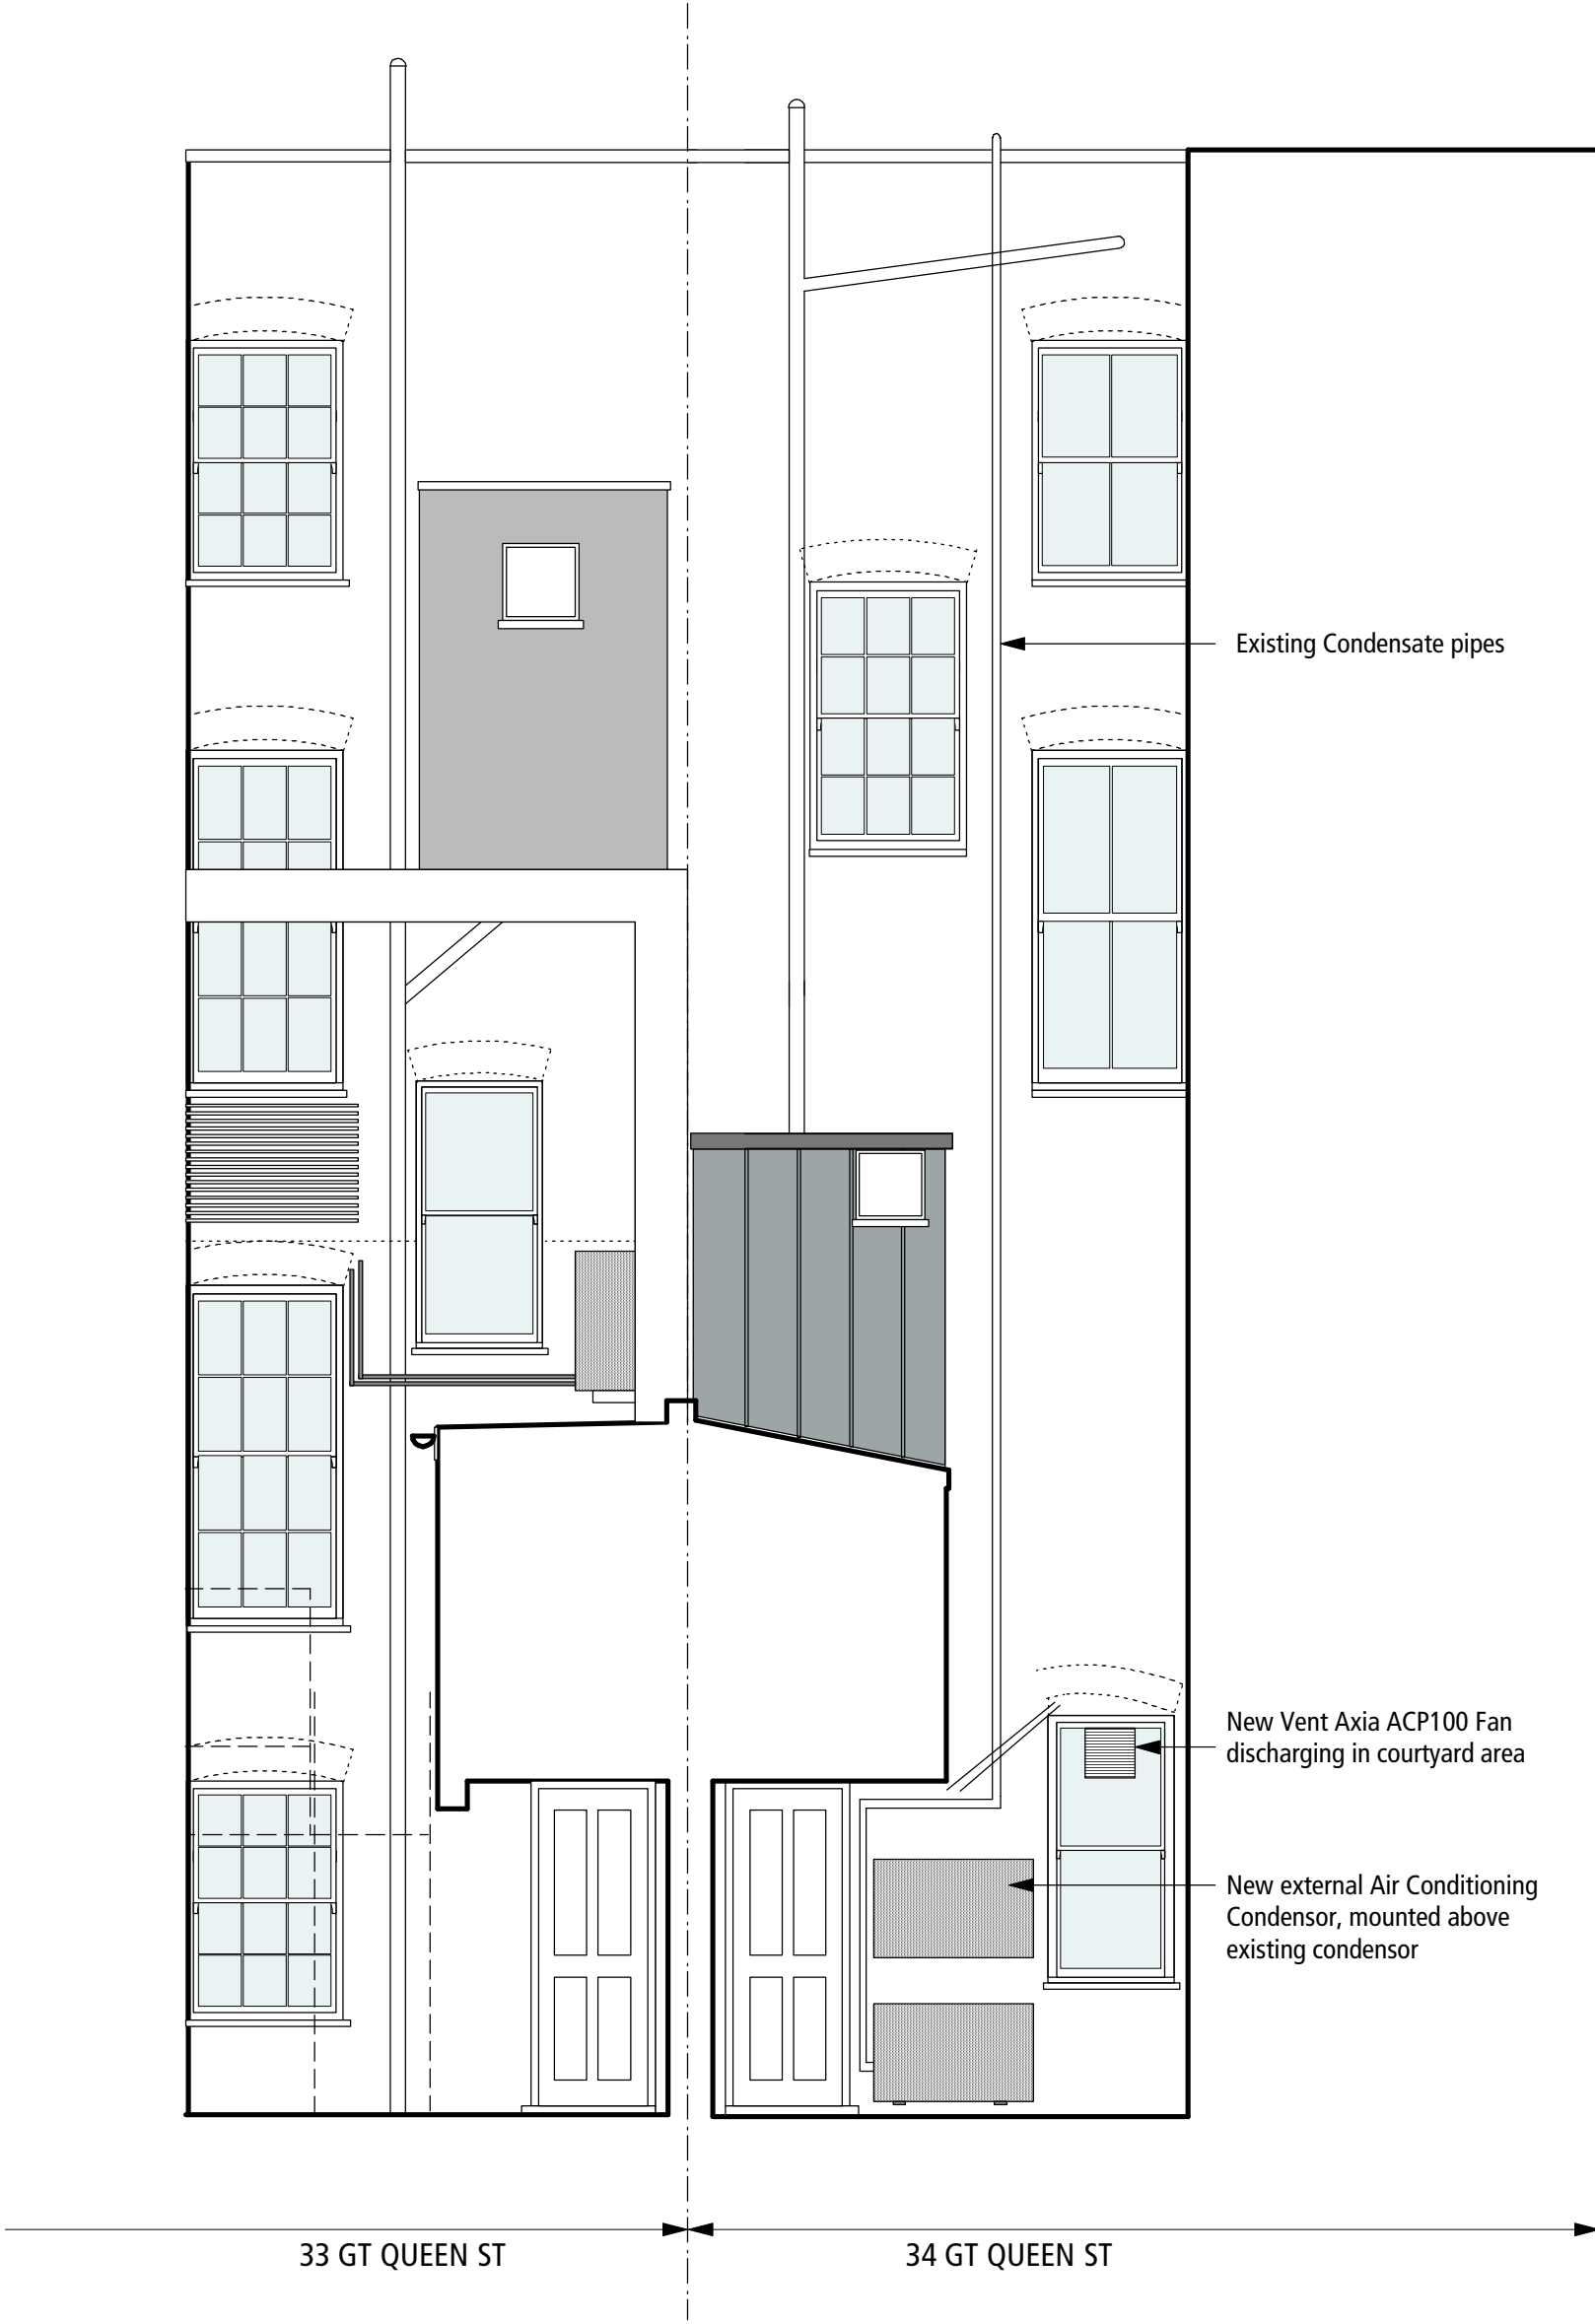 Existing Condensate pipes
New Vent Axia ACP100 Fan
discharging in courtyard area
New external Air Conditioning
Condensor, mounted above
existing condensor
33 GT QUEEN ST
34 GT QUEEN ST